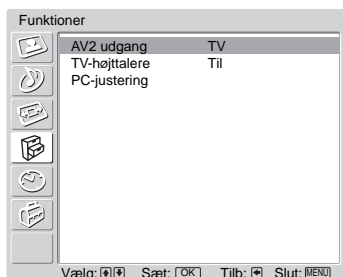 Funktioner
AV2 udgang TV
TV-højttalere Til
PC-justering
Vælg: Sæt: OK Tilb: Slut: MENU